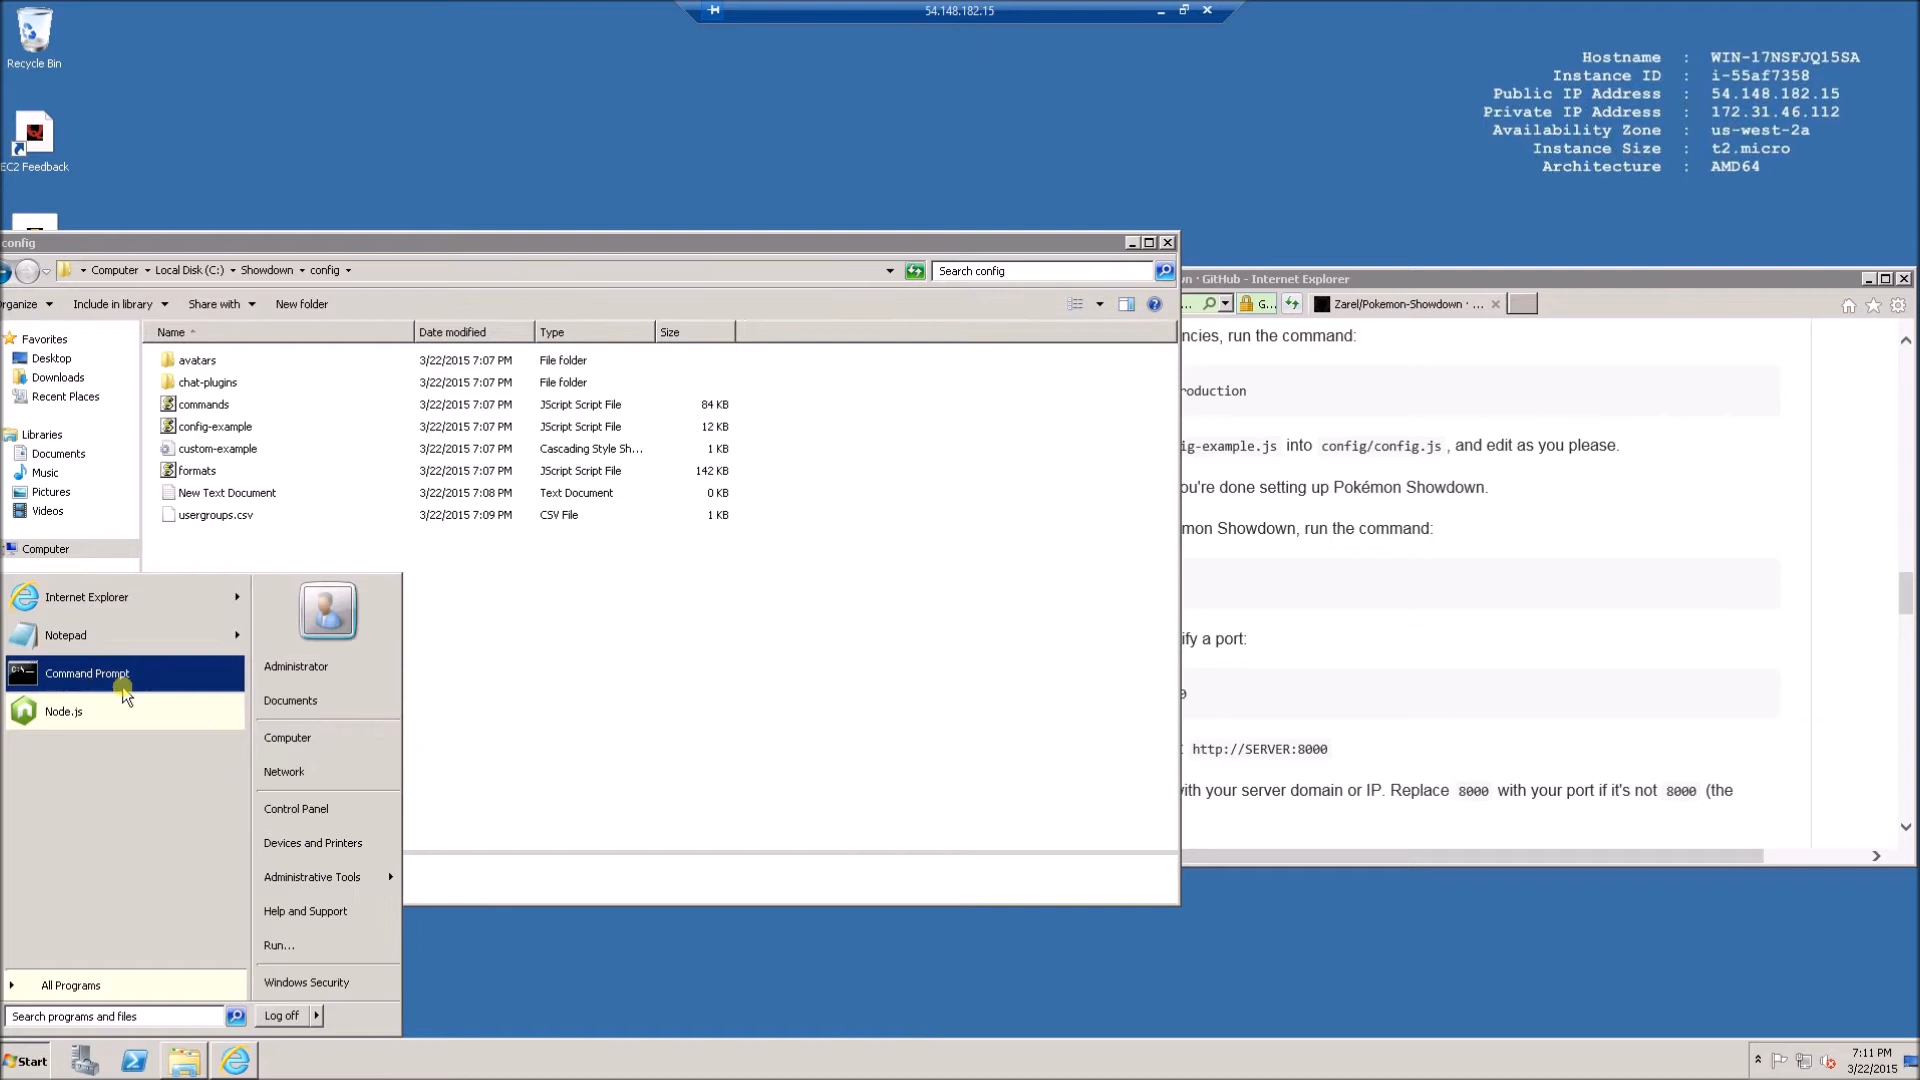 54.148.182.15
Recycle Bin
EC2 Feedback
Hostname : WIN-17NSFJQ15SA
Instance ID : i-55af7358
Public IP Address : 54.148.182.15
Private IP Address : 172.31.46.112
Availability Zone : us-west-2a
Instance Size : t2.micro
Architecture : AMD64
config
Computer Local Disk (C:) Showdown config
Search config
rganize Include in library Share with New folder
Name Date modified Type Size
Favorites
Desktop
Downloads
Recent Places
Libraries
Documents
Music
Pictures
Videos
Computer
avatars 3/22/2015 7:07 PM File folder
chat-plugins 3/22/2015 7:07 PM File folder
commands 3/22/2015 7:07 PM JScript Script File 84 KB
config-example 3/22/2015 7:07 PM JScript Script File 12 KB
custom-example 3/22/2015 7:07 PM Cascading Style Sh... 1 KB
formats 3/22/2015 7:07 PM JScript Script File 142 KB
New Text Document 3/22/2015 7:08 PM Text Document 0 KB
usergroups.csv 3/22/2015 7:09 PM CSV File 1 KB
wn · GitHub - Internet Explorer
... G... Zarel/Pokemon-Showdown · ...
ncies, run the command:
roduction
ig-example.js into config/config.js , and edit as you please.
ou're done setting up Pokémon Showdown.
mon Showdown, run the command:
ify a port:
0
http://SERVER:8000
with your server domain or IP. Replace 8000 with your port if it's not 8000 (the
Internet Explorer
Notepad
Command Prompt
Node.js
All Programs
Search programs and files
Administrator
Documents
Computer
Network
Control Panel
Devices and Printers
Administrative Tools
Help and Support
Run...
Windows Security
Log off
Start
7:11 PM
3/22/2015